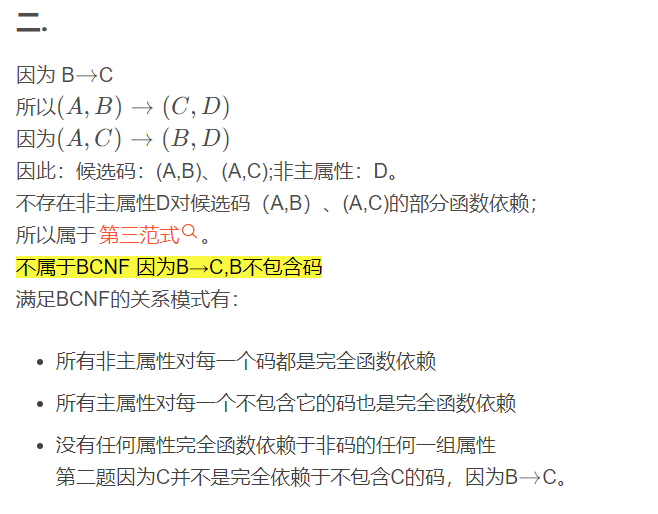 二.
因为 B→C
所以(A, B) → (C, D)
因为(A, C) → (B, D)
因此：候选码：(A,B)、(A,C);非主属性：D。
不存在非主属性D对候选码（A,B）、(A,C)的部分函数依赖；
所以属于第三范式。
不属于BCNF 因为B→C,B不包含码
满足BCNF的关系模式有：
• 所有非主属性对每一个码都是完全函数依赖
• 所有主属性对每一个不包含它的码也是完全函数依赖
• 没有任何属性完全函数依赖于非码的任何一组属性
第二题因为C并不是完全依赖于不包含C的码，因为B→C。